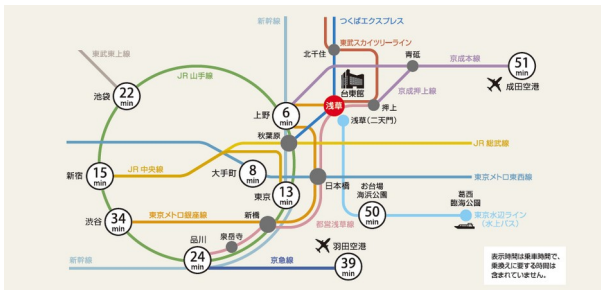 新幹線
つくばエクスプレス
東武スカイツリーライン
北千住
青砥
京成本線
51
min
成田空港
東武東上線
JR 山手線
池袋
22
min
台東館
京成押上線
上野
6
min
浅草
押上
浅草(二天門)
秋葉原
JR 総武線
JR 中央線
新宿
15
min
大手町
8
min
東京メトロ東西線
日本橋
東京
13
min
お台場
海浜公園
50
min
葛西
臨海公園
東京水辺ライン
(水上バス)
渋谷
34
min
東京メトロ銀座線
新橋
都営浅草線
泉岳寺
品川
24
min
羽田空港
39
min
新幹線
京急線
表示時間は乗車時間で、
乗換えに要する時間は
含まれていません。